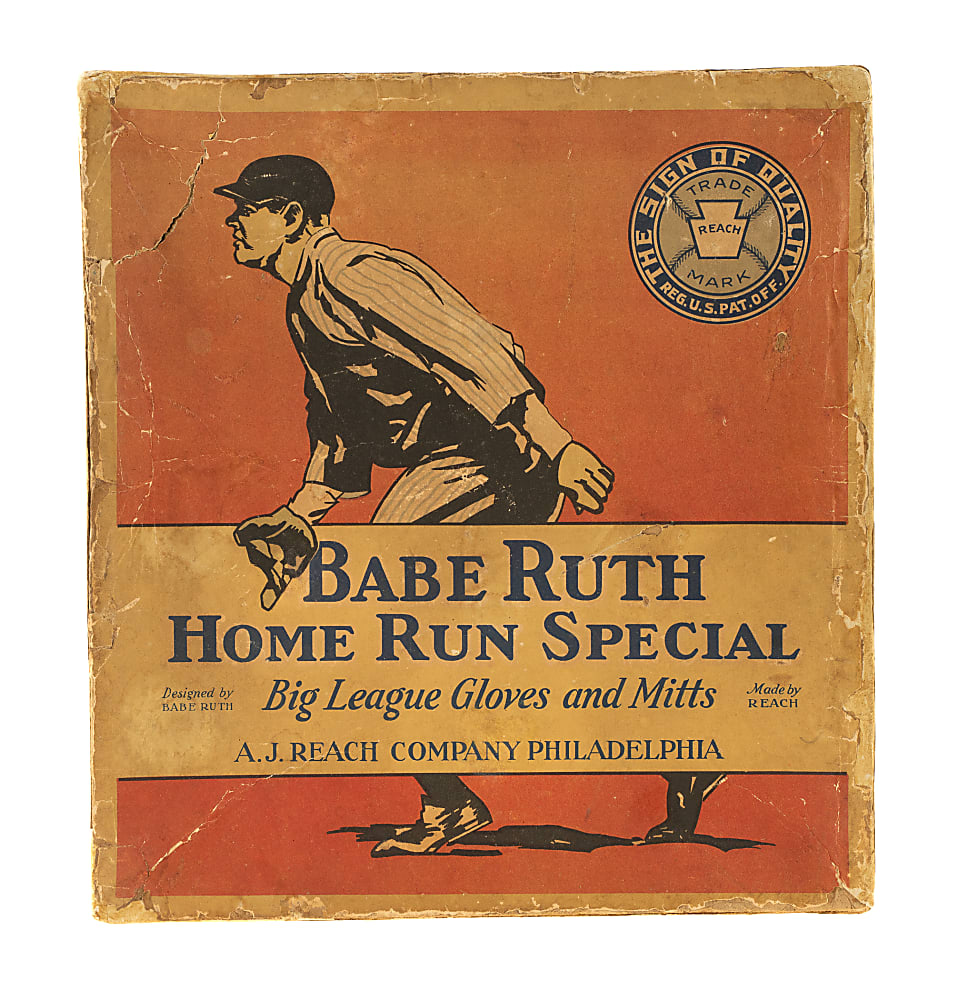 THE SIGN OF QUALITY
TRADE
REACH
MARK
REG. U.S. PAT. OFF.
BABE RUTH
HOME RUN SPECIAL
Designed by
BABE RUTH
Big League Gloves and Mitts
Made by
REACH
A.J. REACH COMPANY PHILADELPHIA